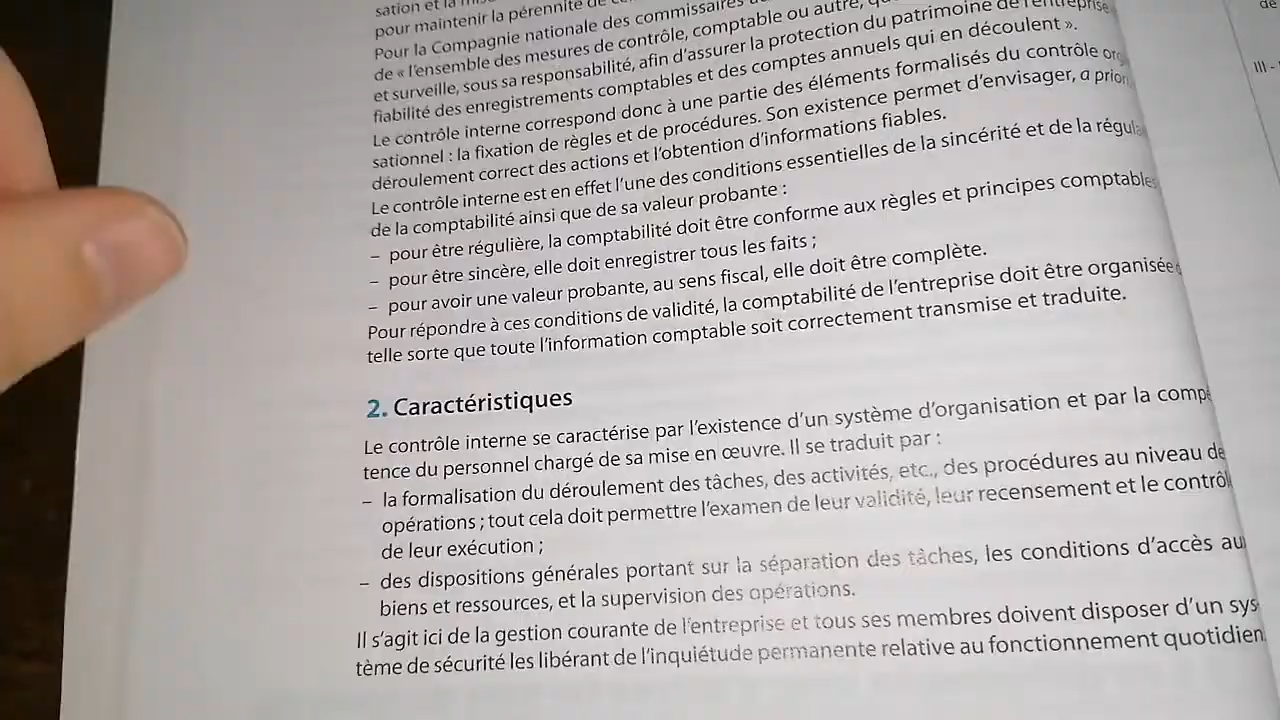 sation et la
pour maintenir la pérennité de
Pour la Compagnie nationale des commissaires
de « l'ensemble des mesures de contrôle, comptable ou autre,
et surveille, sous sa responsabilité, afin d'assurer la protection du patrimoine de l'entreprise
fiabilité des enregistrements comptables et des comptes annuels qui en découlent ».
Le contrôle interne correspond donc à une partie des éléments formalisés du contrôle
sationnel : la fixation de règles et de procédures. Son existence permet d'envisager, a prior
déroulement correct des actions et l'obtention d'informations fiables.
Le contrôle interne est en effet l'une des conditions essentielles de la sincérité et de la régula
de la comptabilité ainsi que de sa valeur probante :
– pour être régulière, la comptabilité doit être conforme aux règles et principes comptables
– pour être sincère, elle doit enregistrer tous les faits ;
– pour avoir une valeur probante, au sens fiscal, elle doit être complète.
Pour répondre à ces conditions de validité, la comptabilité de l'entreprise doit être organisée
telle sorte que toute l'information comptable soit correctement transmise et traduite.
2. Caractéristiques
Le contrôle interne se caractérise par l'existence d'un système d'organisation et par la compé
tence du personnel chargé de sa mise en œuvre. Il se traduit par :
– la formalisation du déroulement des tâches, des activités, etc., des procédures au niveau de
opérations ; tout cela doit permettre l'examen de leur validité, leur recensement et le contrôl
de leur exécution ;
– des dispositions générales portant sur la séparation des tâches, les conditions d'accès au
biens et ressources, et la supervision des opérations.
Il s'agit ici de la gestion courante de l'entreprise et tous ses membres doivent disposer d'un sys
tème de sécurité les libérant de l'inquiétude permanente relative au fonctionnement quotidien
de
III -